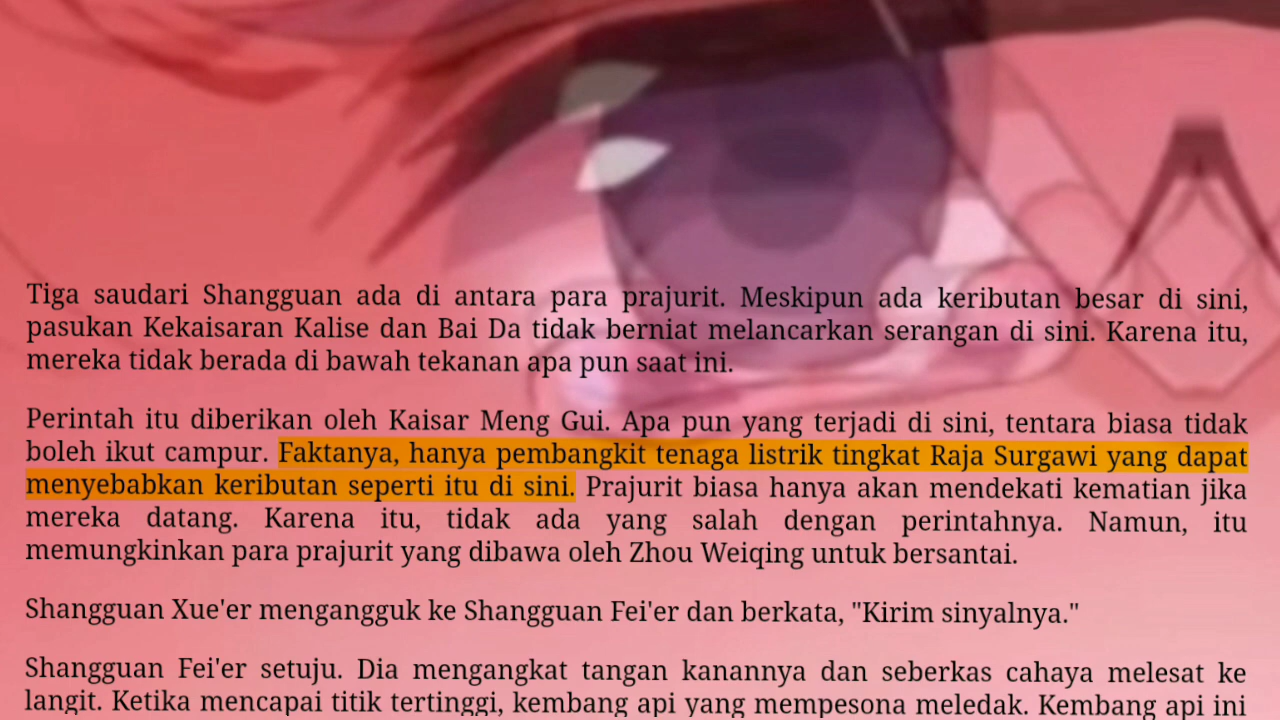 Tiga saudari Shangguan ada di antara para prajurit. Meskipun ada keributan besar di sini,
pasukan Kekaisaran Kalise dan Bai Da tidak berniat melancarkan serangan di sini. Karena itu,
mereka tidak berada di bawah tekanan apa pun saat ini.
Perintah itu diberikan oleh Kaisar Meng Gui. Apa pun yang terjadi di sini, tentara biasa tidak
boleh ikut campur. Faktanya, hanya pembangkit tenaga listrik tingkat Raja Surgawi yang dapat
menyebabkan keributan seperti itu di sini. Prajurit biasa hanya akan mendekati kematian jika
mereka datang. Karena itu, tidak ada yang salah dengan perintahnya. Namun, itu
memungkinkan para prajurit yang dibawa oleh Zhou Weiqing untuk bersantai.
Shangguan Xue'er mengangguk ke Shangguan Fei'er dan berkata, "Kirim sinyalnya."
Shangguan Fei'er setuju. Dia mengangkat tangan kanannya dan seberkas cahaya melesat ke
langit. Ketika mencapai titik tertinggi, kembang api yang mempesona meledak. Kembang api ini